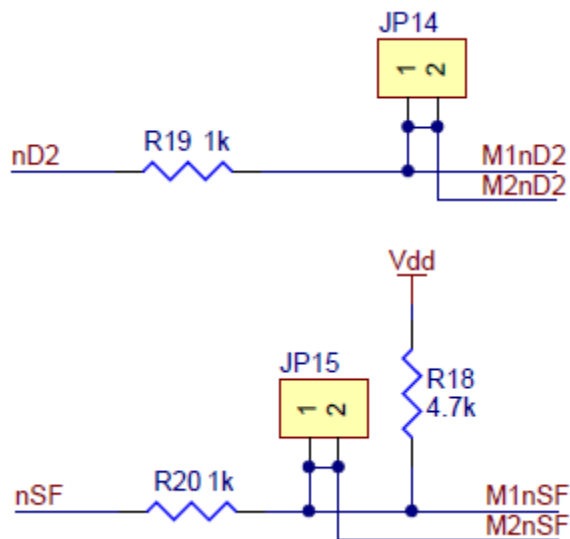 JP14
1 2
R19 1k
nD2
M1nD2
M2nD2
Vdd
JP15
1 2
R18
4.7k
R20 1k
nSF
M1nSF
M2nSF